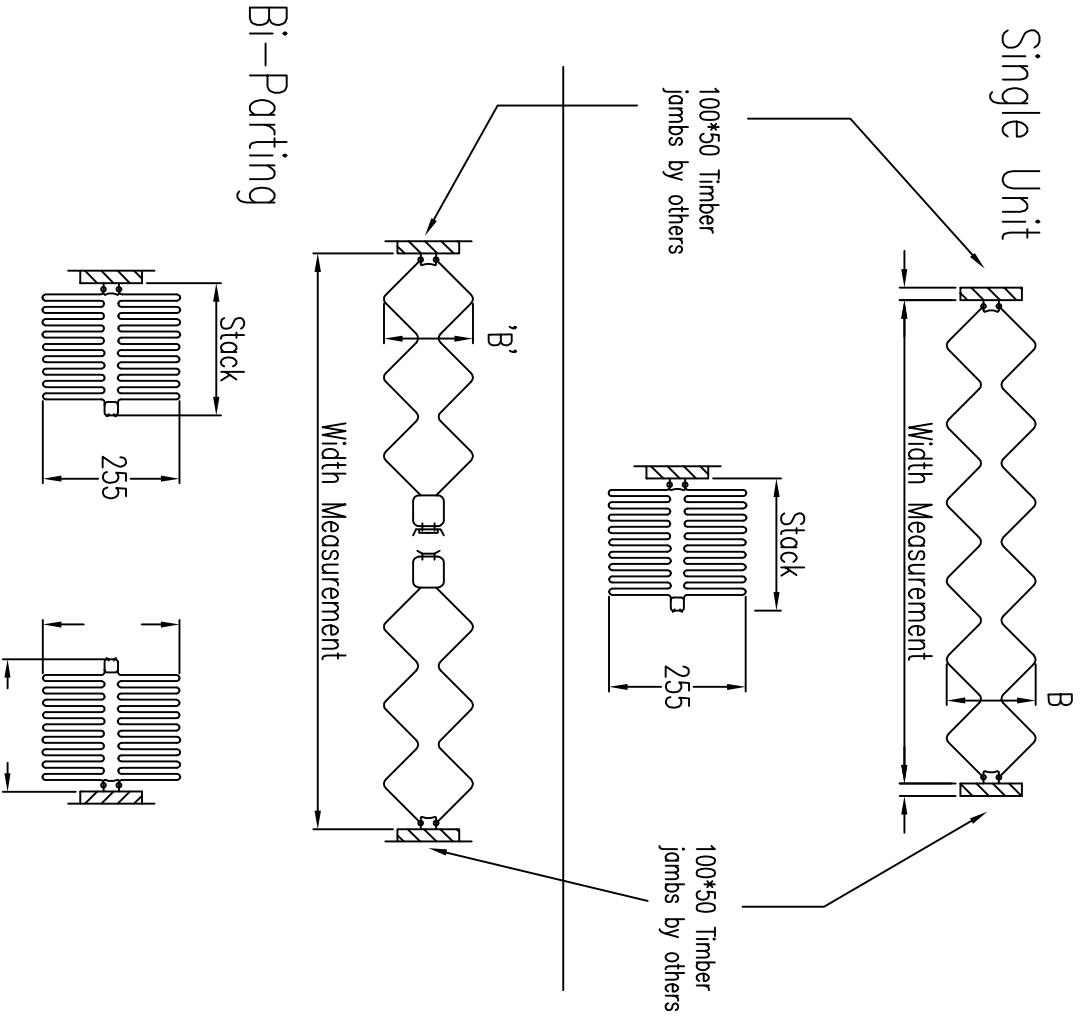 Single Unit
B
Width Measurement
Stack
255
100*50 Timber
jambs by others
100*50 Timber
jambs by others
Bi-Parting
'B'
Width Measurement
Stack
255